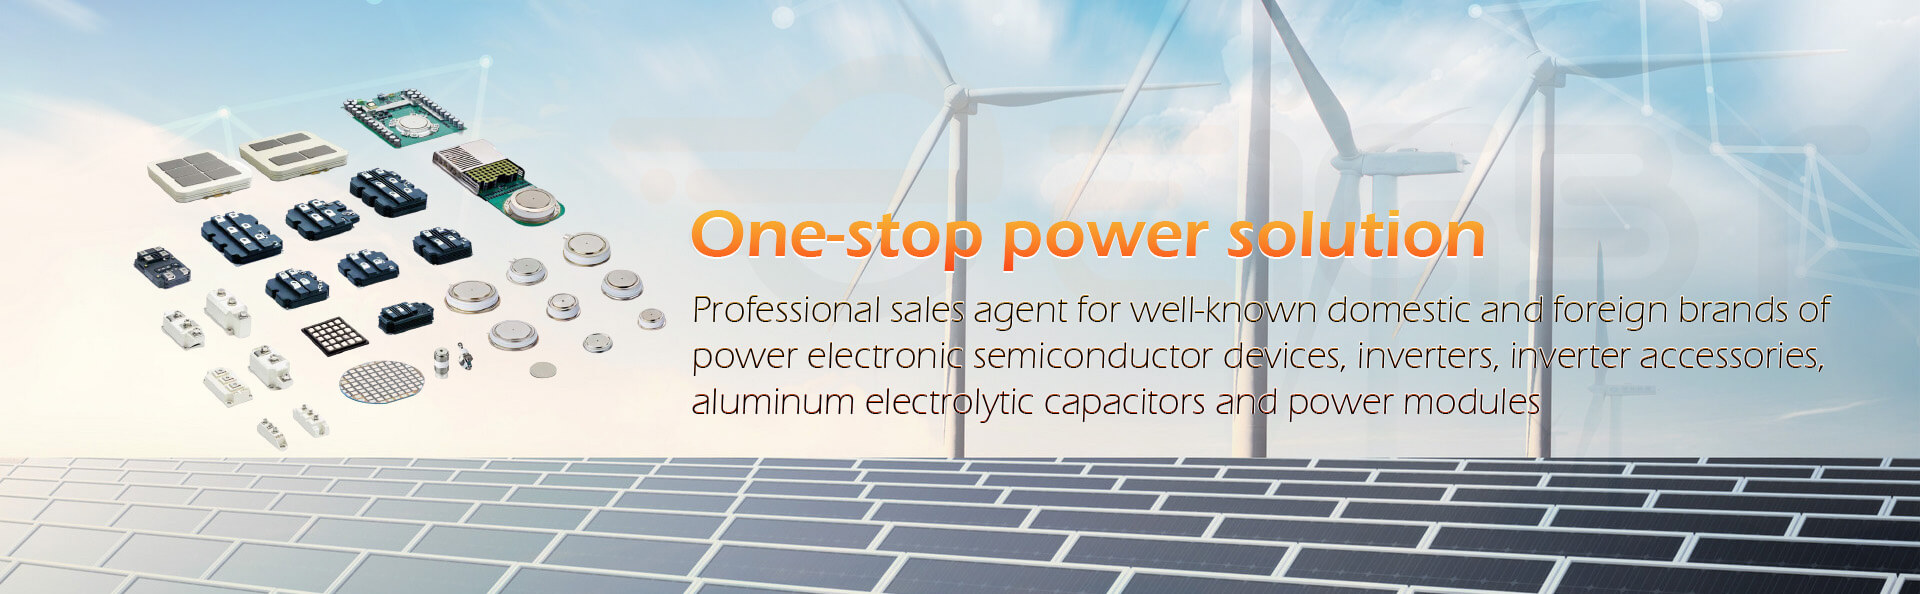 One-stop power solution
Professional sales agent for well-known domestic and foreign brands of
power electronic semiconductor devices, inverters, inverter accessories,
aluminum electrolytic capacitors and power modules